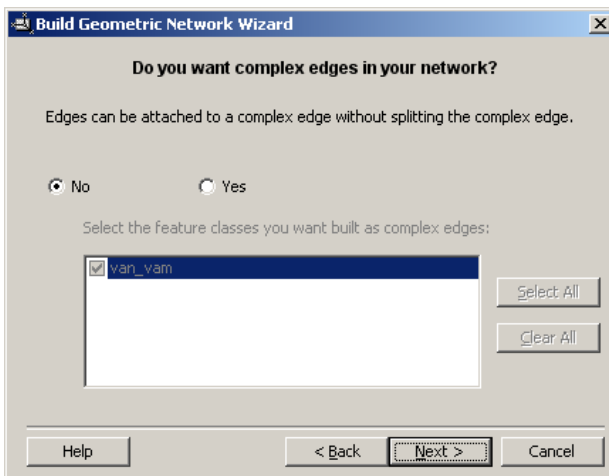 Build Geometric Network Wizard
Do you want complex edges in your network?
Edges can be attached to a complex edge without splitting the complex edge.
No Yes
Select the feature classes you want built as complex edges:
van_vam
Select All
Clear All
Help < Back Next > Cancel